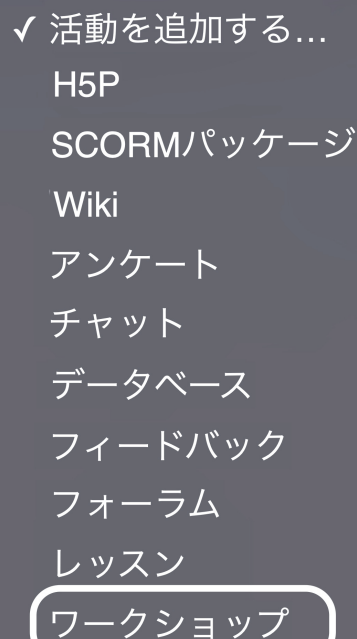 ✓ 活動を追加する...
H5P
SCORMパッケージ
Wiki
アンケート
チャット
データベース
フィードバック
フォーラム
レッスン
ワークショップ